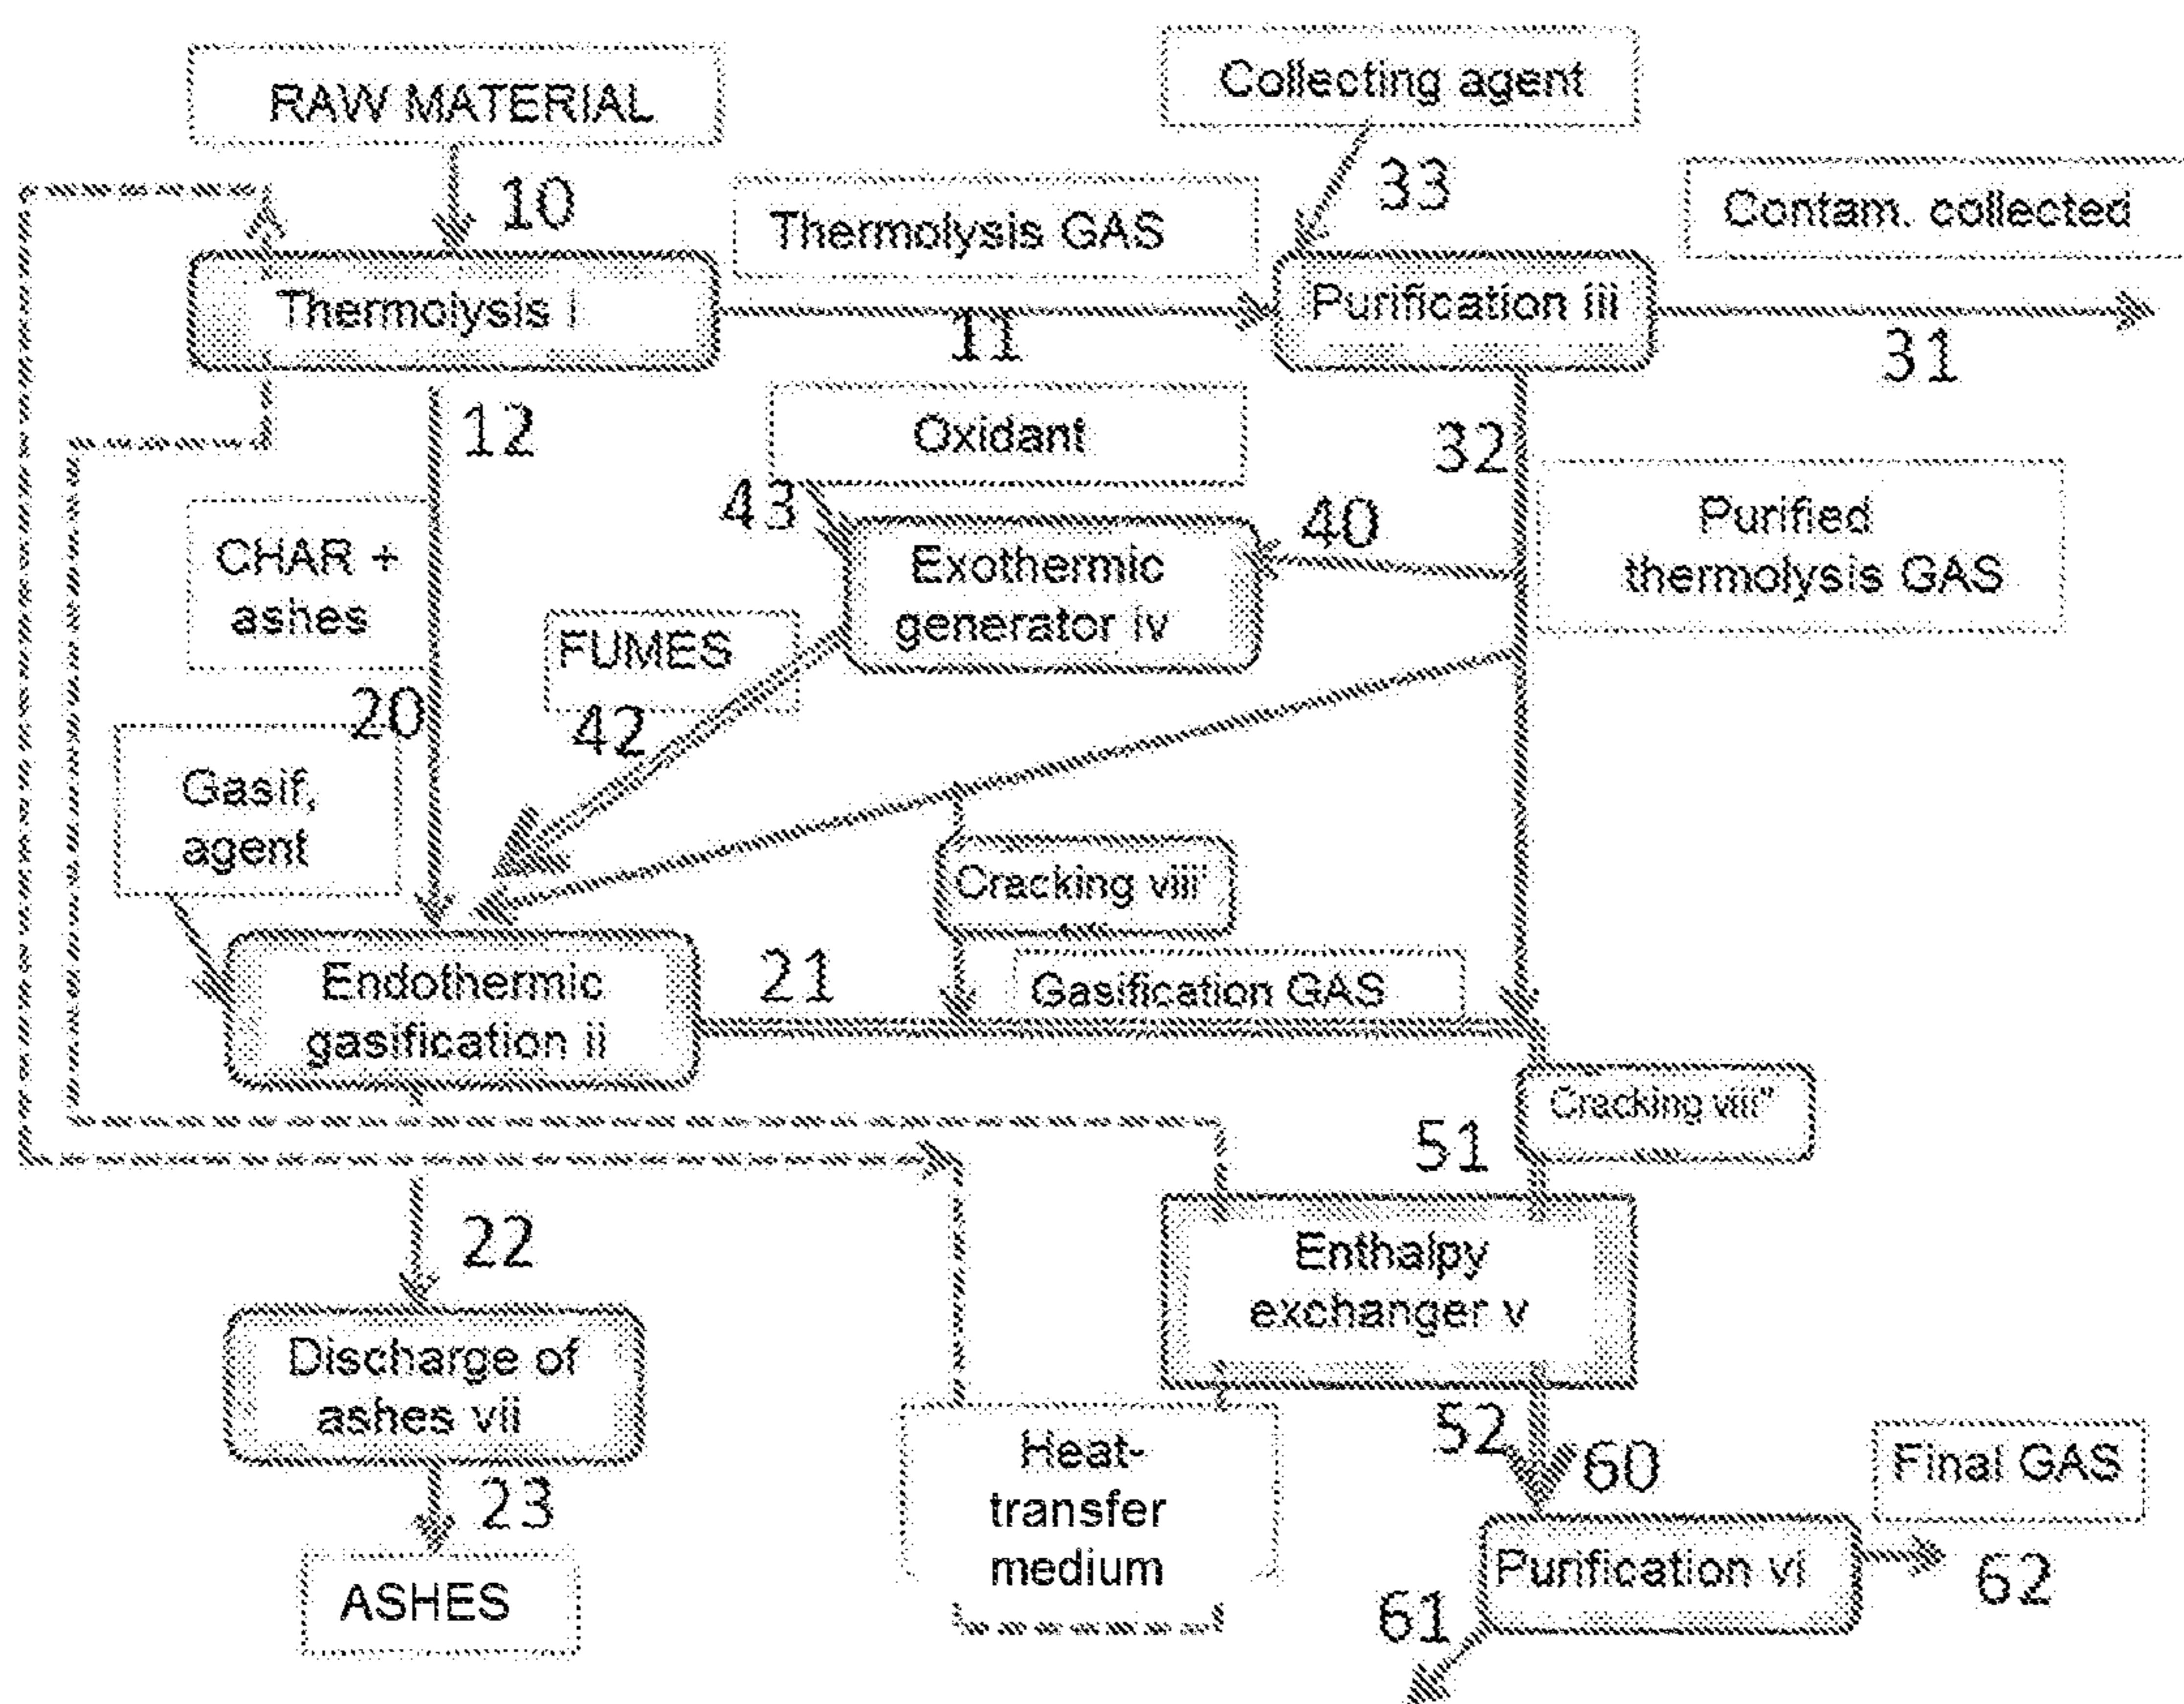 RAW MATERIAL
Collecting agent
10
33
Thermolysis GAS
Contam. collected
Thermolysis i
11
Purification iii
31
12
Oxidant
32
43
40
Purified
thermolysis GAS
CHAR +
ashes
Exothermic
generator iv
FUMES
42
20
Gasif.
agent
Cracking viii'
Endothermic
gasification ii
21
Gasification GAS
Cracking viii"
51
22
Enthalpy
exchanger v
Discharge of
ashes vii
52
60
Final GAS
23
Heat-
transfer
medium
Purification vi
62
ASHES
61